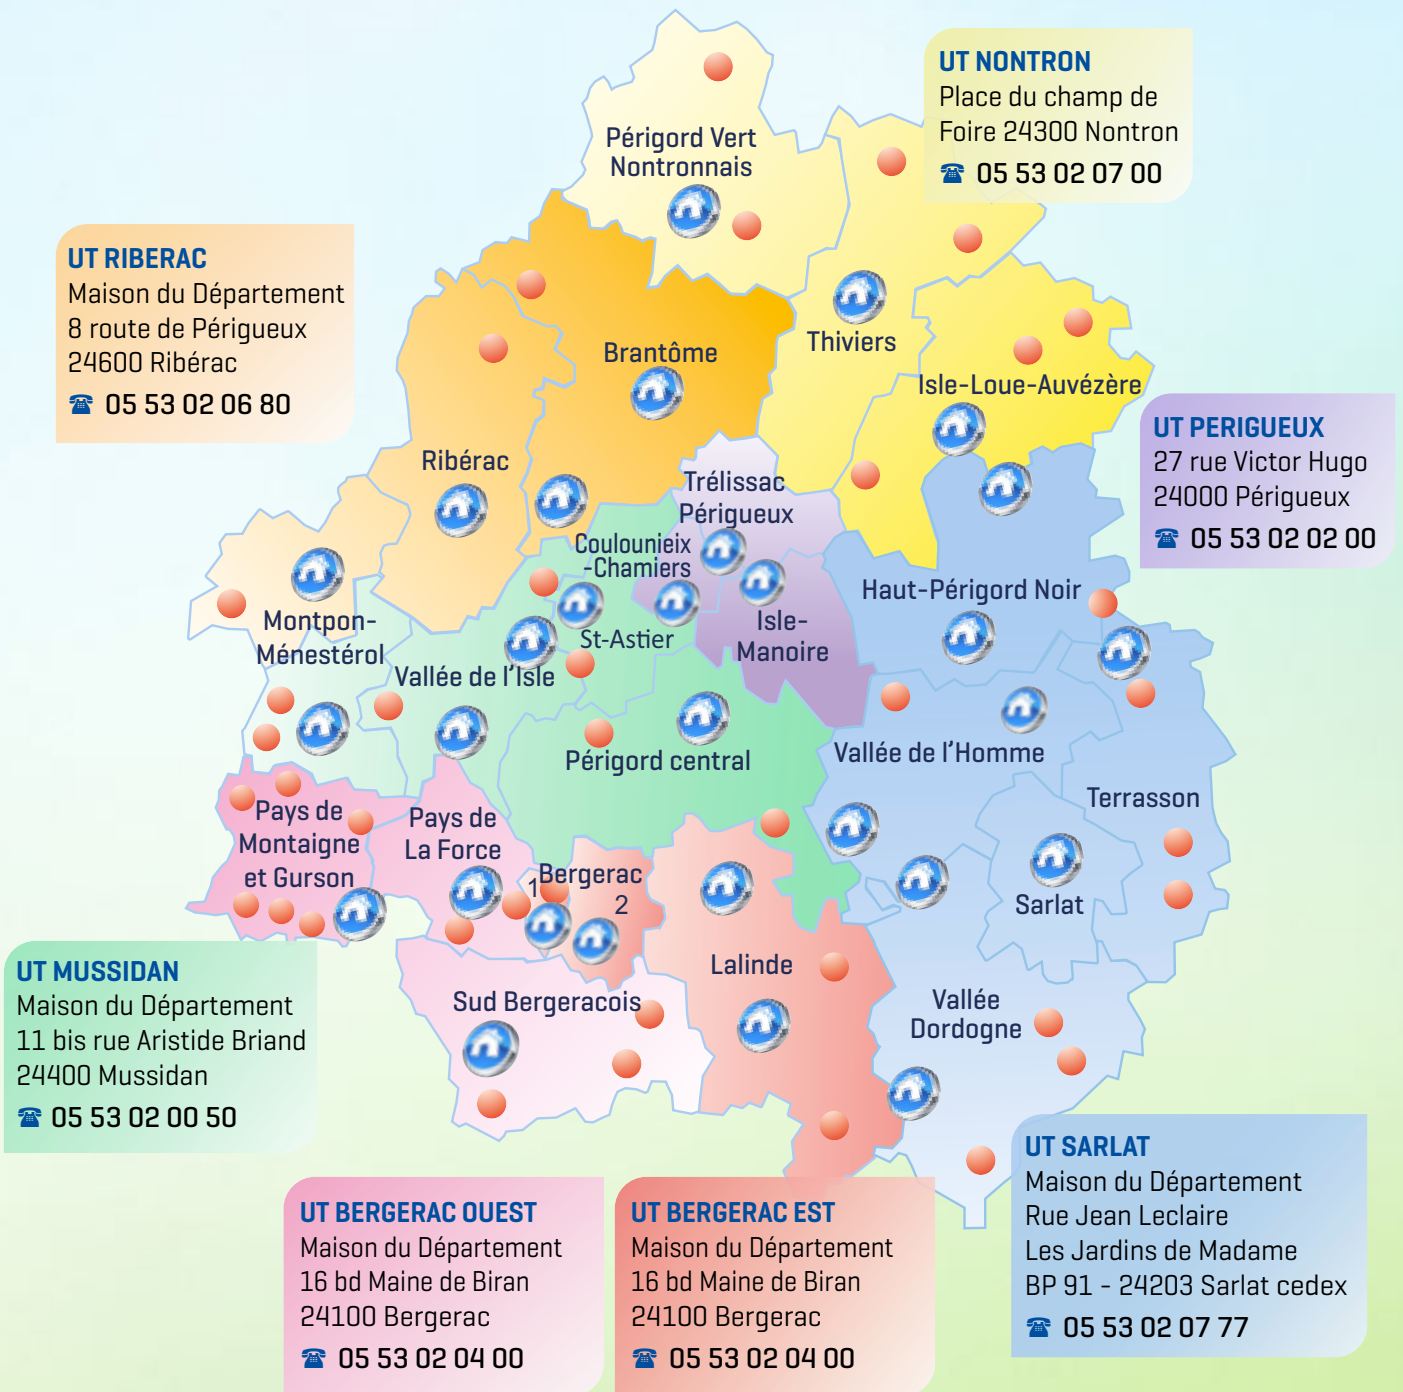 UT NONTRON
Place du champ de
Foire 24300 Nontron
05 53 02 07 00
Périgord Vert
Nontronnais
UT RIBERAC
Maison du Département
8 route de Périgueux
24600 Ribérac
05 53 02 06 80
Brantôme
Thiviers
Isle-Loue-Auvézère
UT PERIGUEUX
27 rue Victor Hugo
24000 Périgueux
05 53 02 02 00
Ribérac
Trélissac
Périgueux
Coulounieix
-Chamiers
Haut-Périgord Noir
Montpon-
Ménestérol
St-Astier
Isle-
Manoire
Vallée de l'Isle
Périgord central
Vallée de l'Homme
Terrasson
Pays de
Montaigne
et Gurson
Pays de
La Force
Bergerac
1
2
Sarlat
Lalinde
UT MUSSIDAN
Maison du Département
11 bis rue Aristide Briand
24400 Mussidan
05 53 02 00 50
Sud Bergeracois
Vallée
Dordogne
UT BERGERAC OUEST
Maison du Département
16 bd Maine de Biran
24100 Bergerac
05 53 02 04 00
UT BERGERAC EST
Maison du Département
16 bd Maine de Biran
24100 Bergerac
05 53 02 04 00
UT SARLAT
Maison du Département
Rue Jean Leclaire
Les Jardins de Madame
BP 91 - 24203 Sarlat cedex
05 53 02 07 77